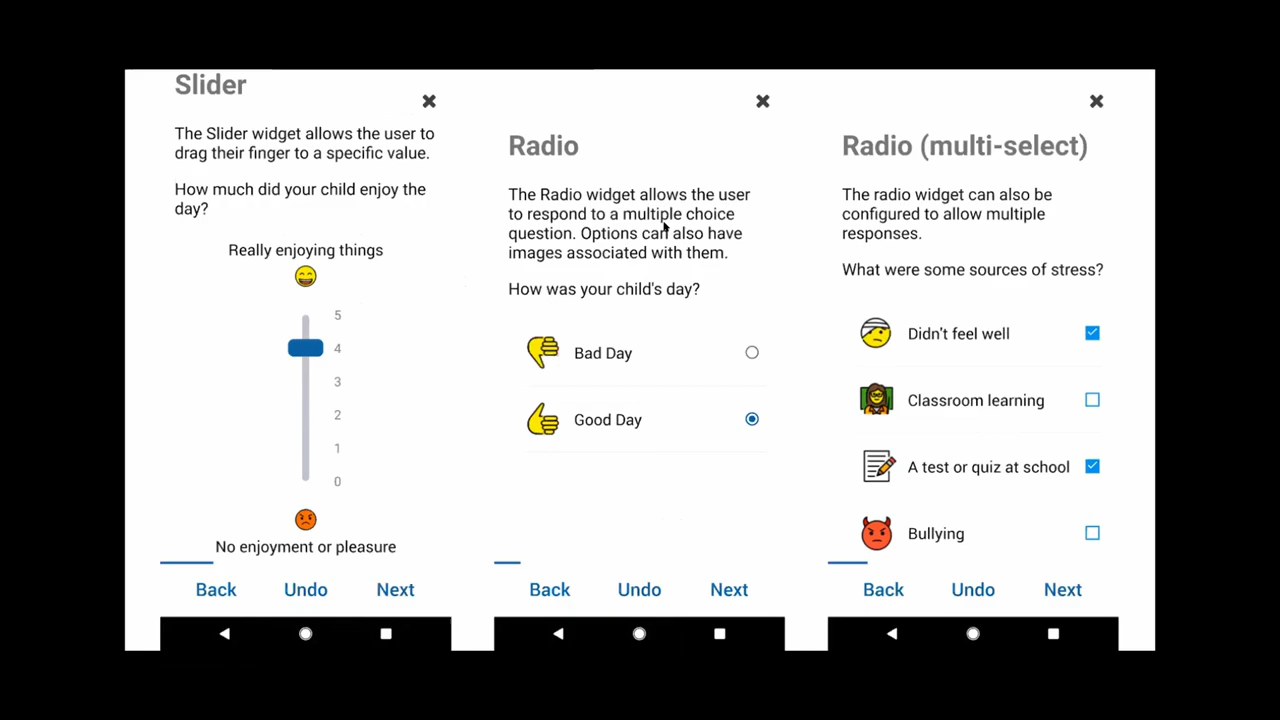 Slider
The Slider widget allows the user to
drag their finger to a specific value.
How much did your child enjoy the
day?
Really enjoying things
5
4
3
2
1
0
No enjoyment or pleasure
Back Undo Next
Radio
The Radio widget allows the user
to respond to a multiple choice
question. Options can also have
images associated with them.
How was your child's day?
Bad Day
Good Day
Back Undo Next
Radio (multi-select)
The radio widget can also be
configured to allow multiple
responses.
What were some sources of stress?
Didn't feel well
Classroom learning
A test or quiz at school
Bullying
Back Undo Next